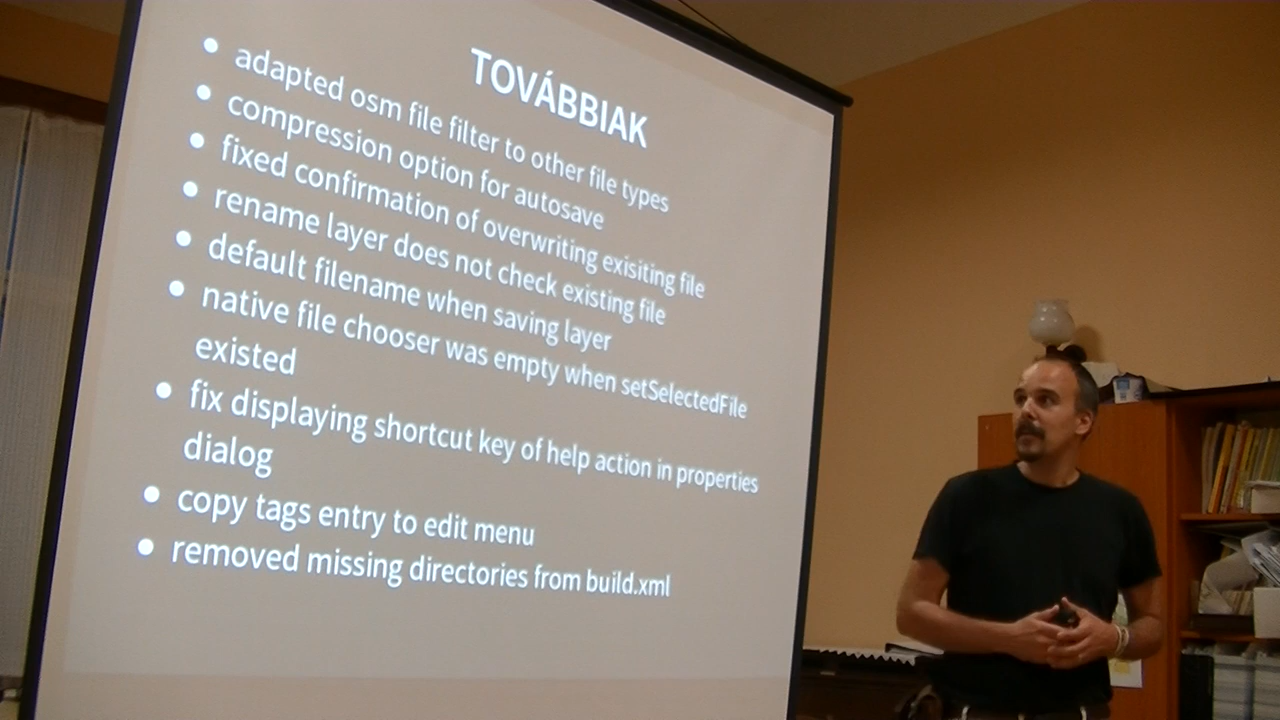 TOVÁBBIAK
• adapted osm file filter to other file types
• compression option for autosave
• fixed confirmation of overwriting exisiting file
• rename layer does not check existing file
• default filename when saving layer
• native file chooser was empty when setSelectedFile
existed
• fix displaying shortcut key of help action in properties
dialog
• copy tags entry to edit menu
• removed missing directories from build.xml